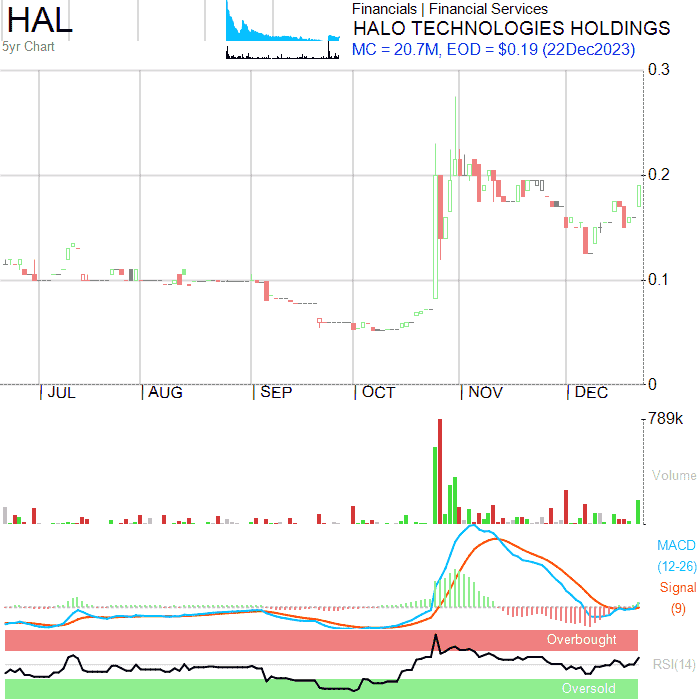 HAL
5yr Chart
Financials | Financial Services
HALO TECHNOLOGIES HOLDINGS
MC = 20.7M, EOD = $0.19 (22Dec2023)
0.3
0.2
0.1
0
JUL
AUG
SEP
OCT
NOV
DEC
789k
Volume
MACD
(12-26)
Signal
(9)
Overbought
RSI(14)
Oversold